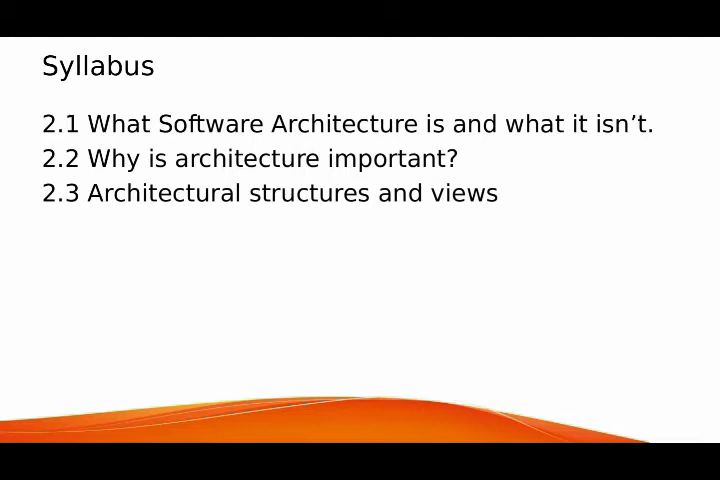 Syllabus
2.1 What Software Architecture is and what it isn’t.
2.2 Why is architecture important?
2.3 Architectural structures and views